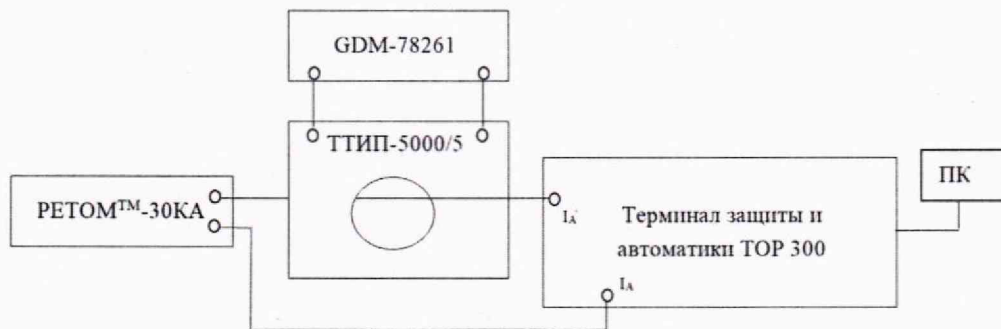 GDM-78261
ТТИП-5000/5
РЕТОМ™-30КА
ПК
Терминал защиты и
автоматики ТОР 300
IA
IA